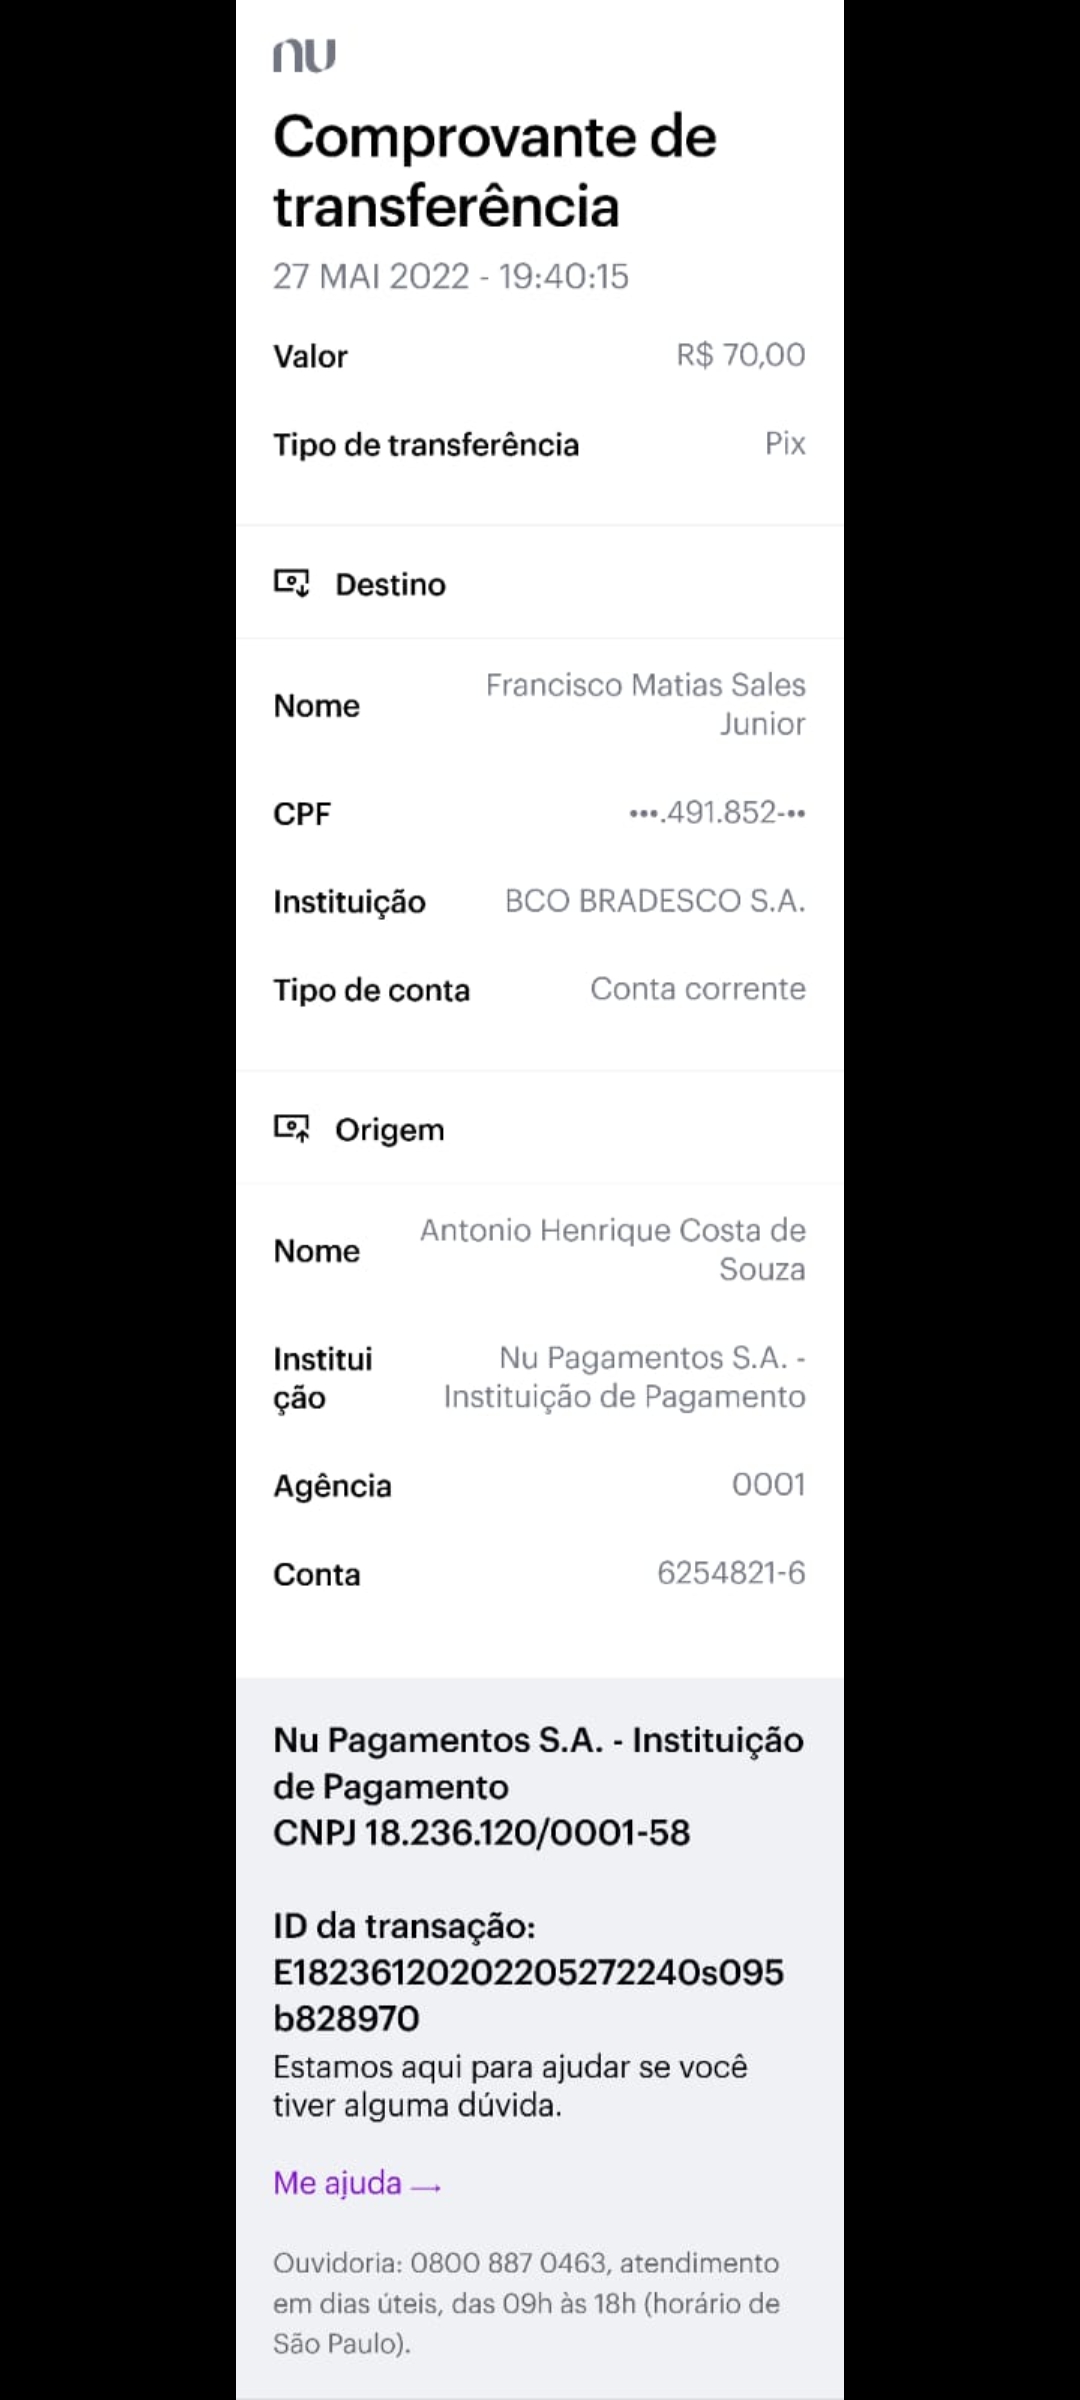 nu
Comprovante de
transferência
27 MAI 2022 - 19:40:15
Valor R$ 70,00
Tipo de transferência Pix
Destino
Nome Francisco Matias Sales
Junior
CPF •••.491.852-••
Instituição BCO BRADESCO S.A.
Tipo de conta Conta corrente
Origem
Nome Antonio Henrique Costa de
Souza
Institui Nu Pagamentos S.A. -
ção Instituição de Pagamento
Agência 0001
Conta 6254821-6
Nu Pagamentos S.A. - Instituição
de Pagamento
CNPJ 18.236.120/0001-58
ID da transação:
E18236120202205272240s095
b828970
Estamos aqui para ajudar se você
tiver alguma dúvida.
Me ajuda →
Ouvidoria: 0800 887 0463, atendimento
em dias úteis, das 09h às 18h (horário de
São Paulo).